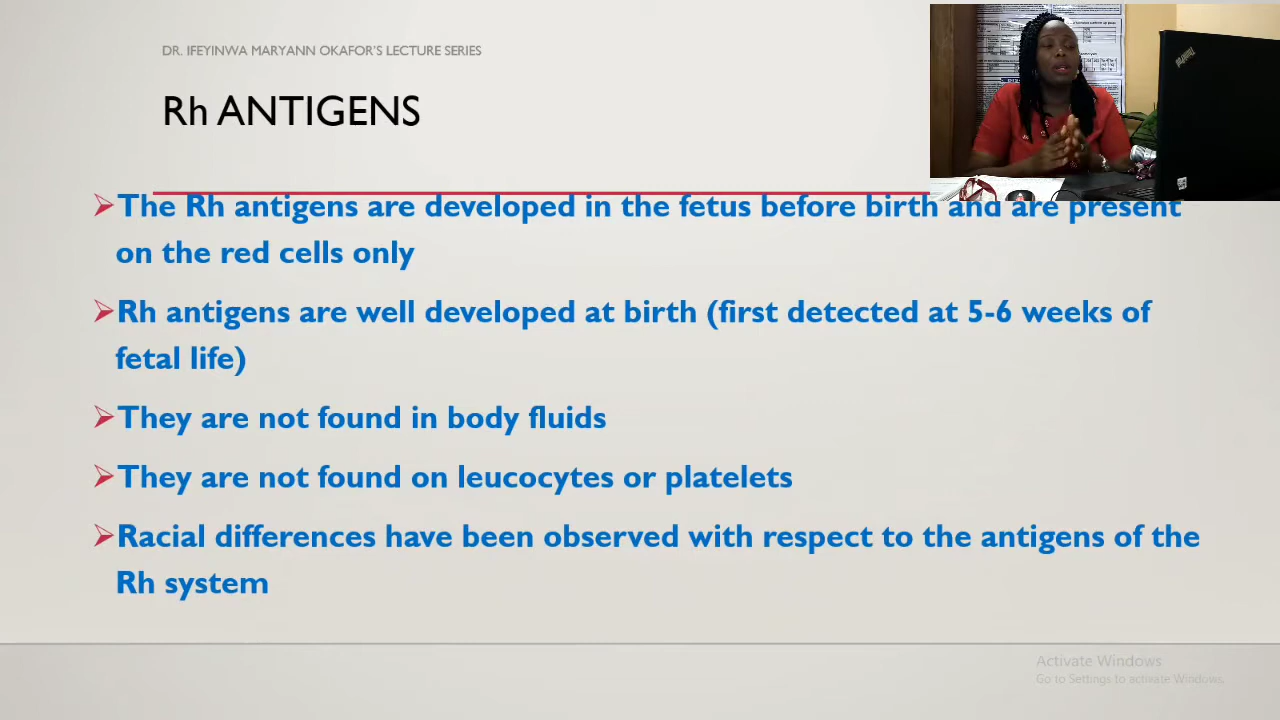 DR. IFEYINWA MARYANN OKAFOR'S LECTURE SERIES
Rh ANTIGENS
The Rh antigens are developed in the fetus before birth and are present
on the red cells only
Rh antigens are well developed at birth (first detected at 5-6 weeks of
fetal life)
They are not found in body fluids
They are not found on leucocytes or platelets
Racial differences have been observed with respect to the antigens of the
Rh system
Activate Windows
Go to Settings to activate Windows.